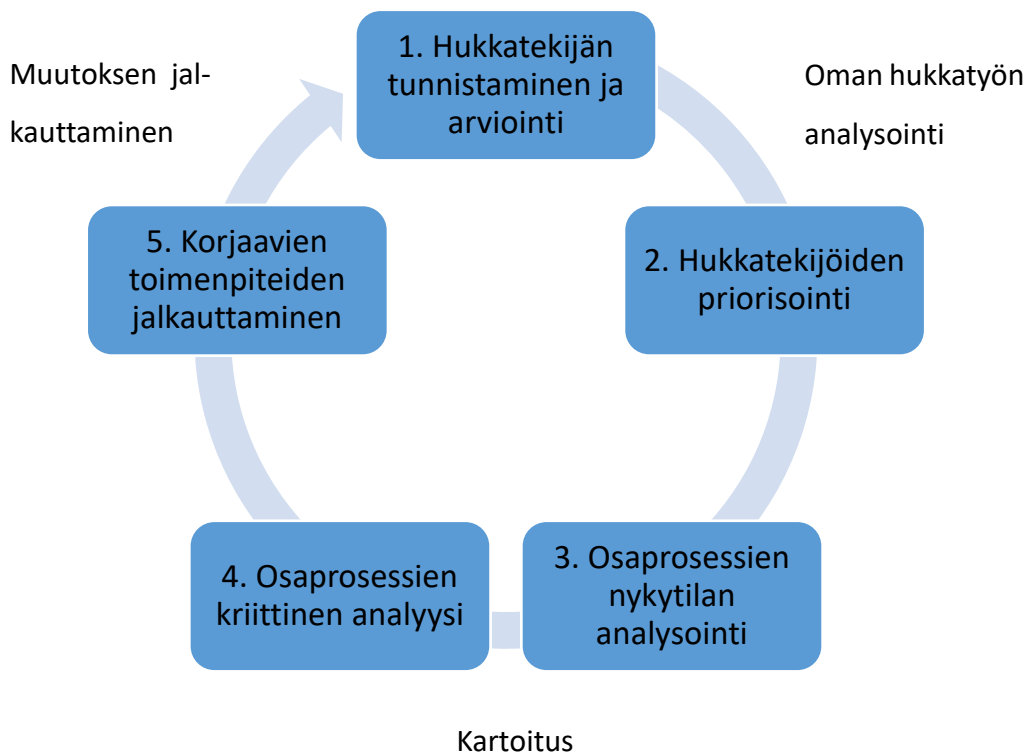 1. Hukkatekijän
tunnistaminen ja
arviointi
Muutoksen jal-
kauttaminen
Oman hukkatyön
analysointi
5. Korjaavien
toimenpiteiden
jalkauttaminen
2. Hukkatekijöiden
priorisointi
4. Osaprosessien
kriittinen analyysi
3. Osaprosessien
nykytilan
analysointi
Kartoitus